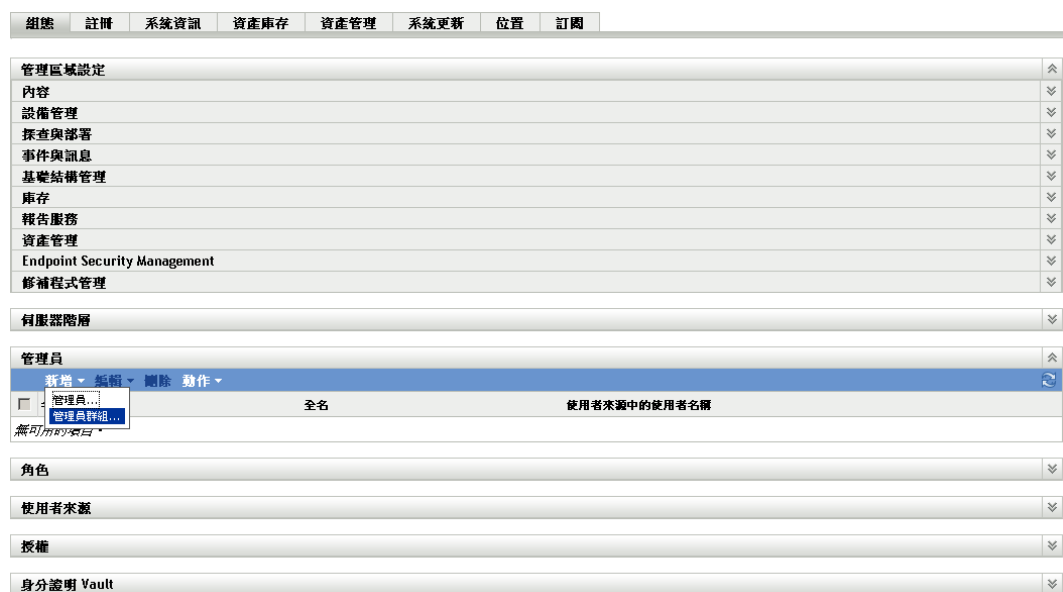 組態 註冊 系統資訊 資產庫存 資產管理 系統更新 位置 訂閱
管理區域設定
內容
設備管理
探查與部署
事件與訊息
基礎結構管理
庫存
報告服務
資產管理
Endpoint Security Management
修補程式管理
伺服器階層
管理員
新增 編輯 刪除 動作
管理員...
全名 使用者來源中的使用者名稱
管理員群組...
無可用的項目。
角色
使用者來源
授權
身分證明 Vault